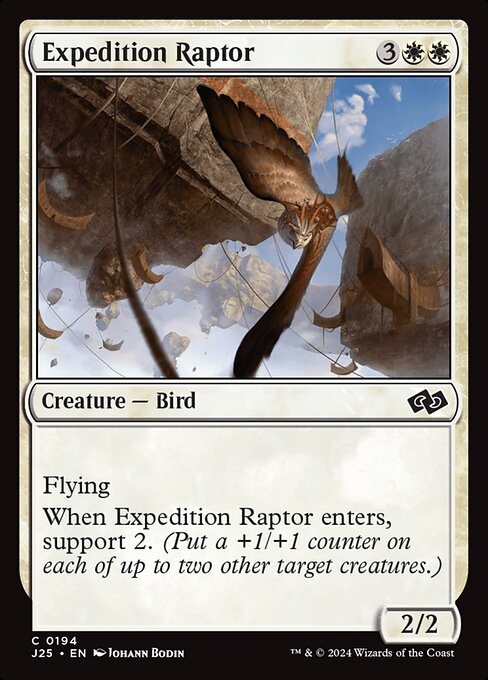 Expedition Raptor 3
Creature — Bird
Flying
When Expedition Raptor enters,
support 2. (Put a +1/+1 counter on
each of up to two other target creatures.)
2/2
C 0194
J25 • EN Johann Bodin
™ & © 2024 Wizards of the Coast